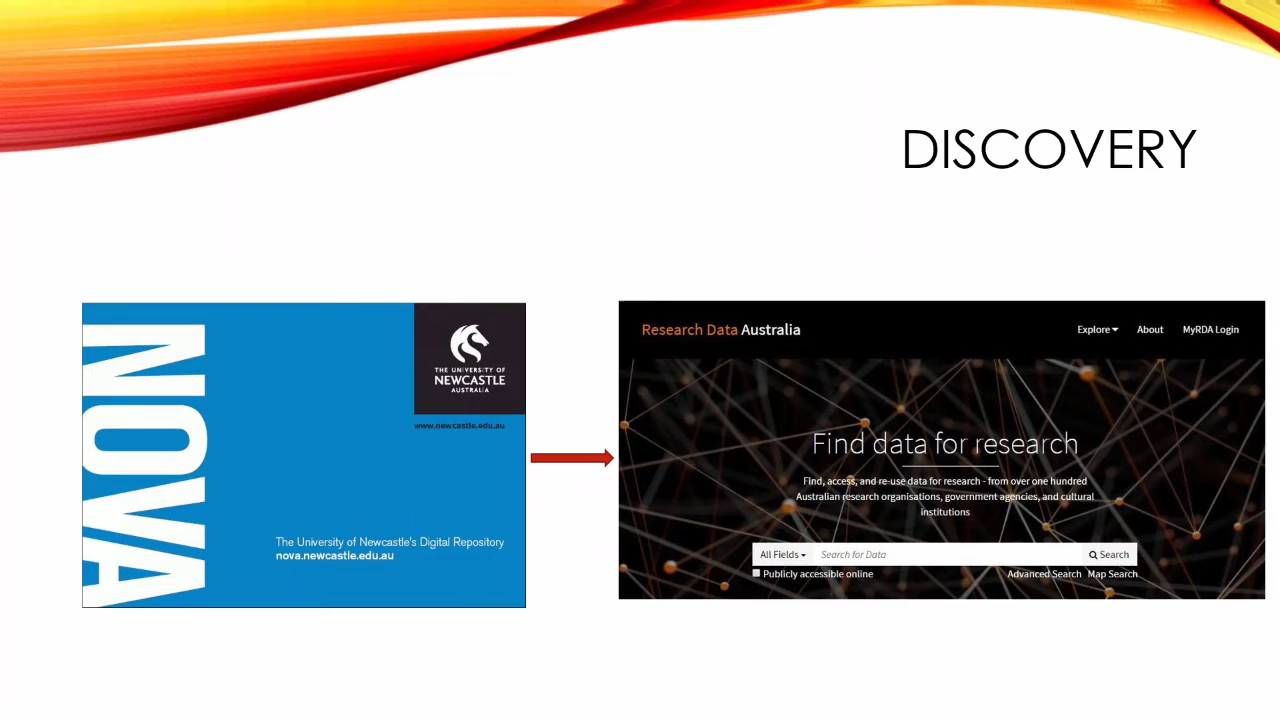 DISCOVERY
NOVA
THE UNIVERSITY OF
NEWCASTLE
AUSTRALIA
www.newcastle.edu.au
The University of Newcastle's Digital Repository
nova.newcastle.edu.au
Research Data Australia
Explore
About
MyRDA Login
Find data for research
Find, access, and re-use data for research - from over one hundred
Australian research organisations, government agencies, and cultural
institutions
All Fields
Search for Data
Search
Publicly accessible online
Advanced Search
Map Search